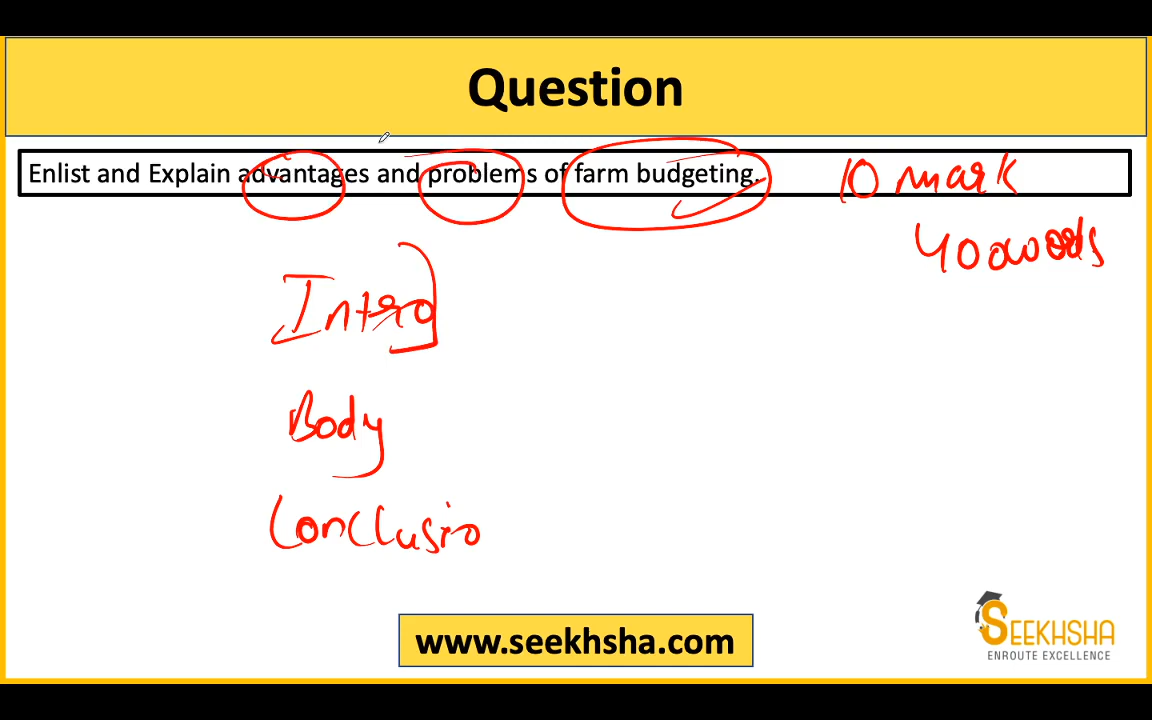 Question
Enlist and Explain advantages and problems of farm budgeting.
10 mark
400 words
Intro
Body
Conclusio
www.seekhsha.com
SEEKHSHA
ENROUTE EXCELLENCE